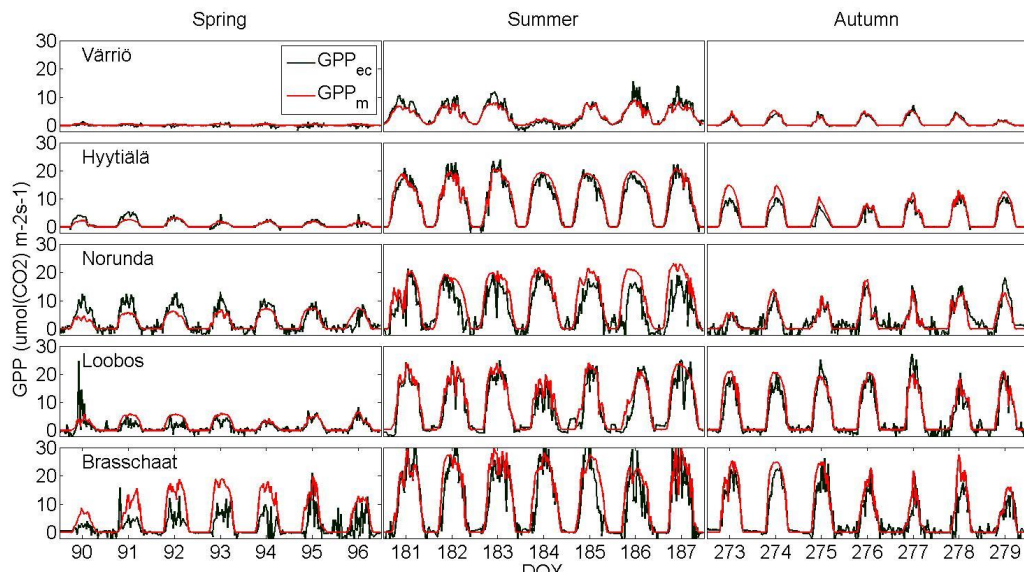 Spring Summer Autumn
GPP (umol(CO2) m-2s-1)
30 20 10 0
Värriö
GPPec
GPPm
30 20 10 0
Hyytiälä
30 20 10 0
Norunda
30 20 10 0
Loobos
30 20 10 0
Brasschaat
90 91 92 93 94 95 96 181 182 183 184 185 186 187 273 274 275 276 277 278 279